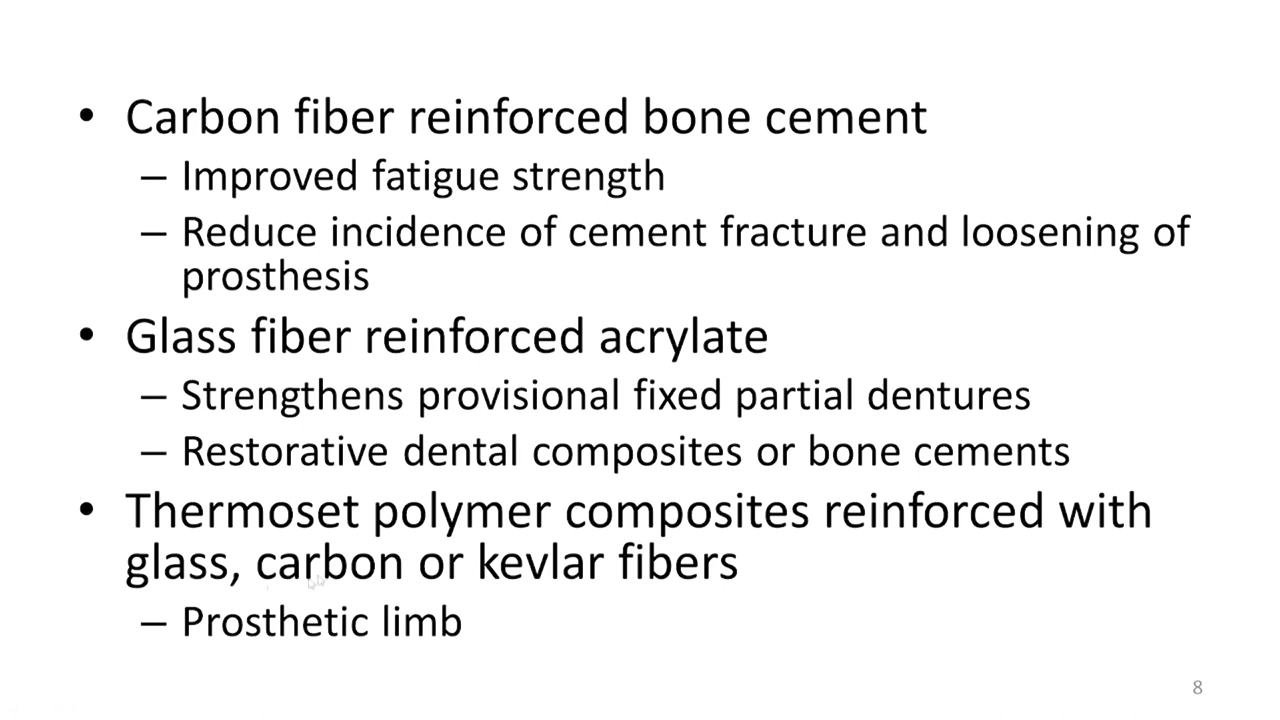 • Carbon fiber reinforced bone cement
– Improved fatigue strength
– Reduce incidence of cement fracture and loosening of
prosthesis
• Glass fiber reinforced acrylate
– Strengthens provisional fixed partial dentures
– Restorative dental composites or bone cements
• Thermoset polymer composites reinforced with
glass, carbon or kevlar fibers
– Prosthetic limb
8